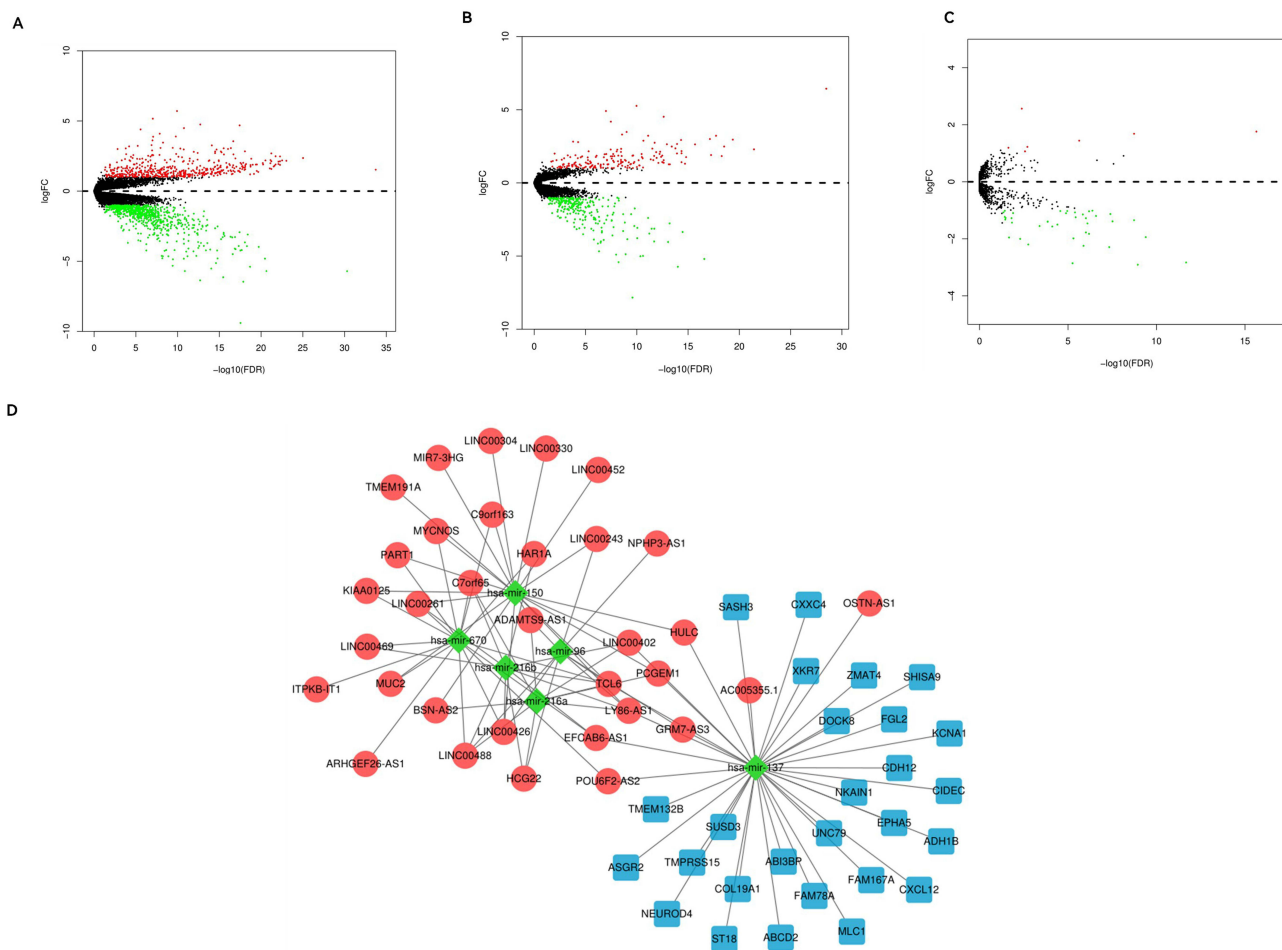 A
B
C
10
5
0
−5
−10
logFC
0 5 10 15 20 25 30 35
−log10(FDR)
10
5
0
−5
−10
logFC
0 5 10 15 20 25 30
−log10(FDR)
4
2
0
−2
−4
logFC
0 5 10 15
−log10(FDR)
D
LINC00304
LINC00330
MIR7-3HG
LINC00452
TMEM191A
C9orf163
MYCNOS
LINC00243
NPHP3-AS1
PART1
HAR1A
C7orf65
KIAA0125
hsa-mir-150
LINC00261
SASH3
CXXC4
OSTN-AS1
ADAMTS9-AS1
HULC
hsa-mir-670
LINC00402
LINC00469
hsa-mir-96
hsa-mir-216b
PCGEM1
XKR7
ZMAT4
SHISA9
ITPKB-IT1
MUC2
TCL6
AC005355.1
hsa-mir-216a
BSN-AS2
LY86-AS1
DOCK8
FGL2
LINC00426
EFCAB6-AS1
GRM7-AS3
KCNA1
LINC00488
ARHGEF26-AS1
HCG22
POU6F2-AS2
hsa-mir-137
CDH12
NKAIN1
CIDEC
TMEM132B
SUSD3
UNC79
EPHA5
ADH1B
ASGR2
TMPRSS15
ABI3BP
COL19A1
FAM167A
CXCL12
FAM78A
NEUROD4
ST18
ABCD2
MLC1